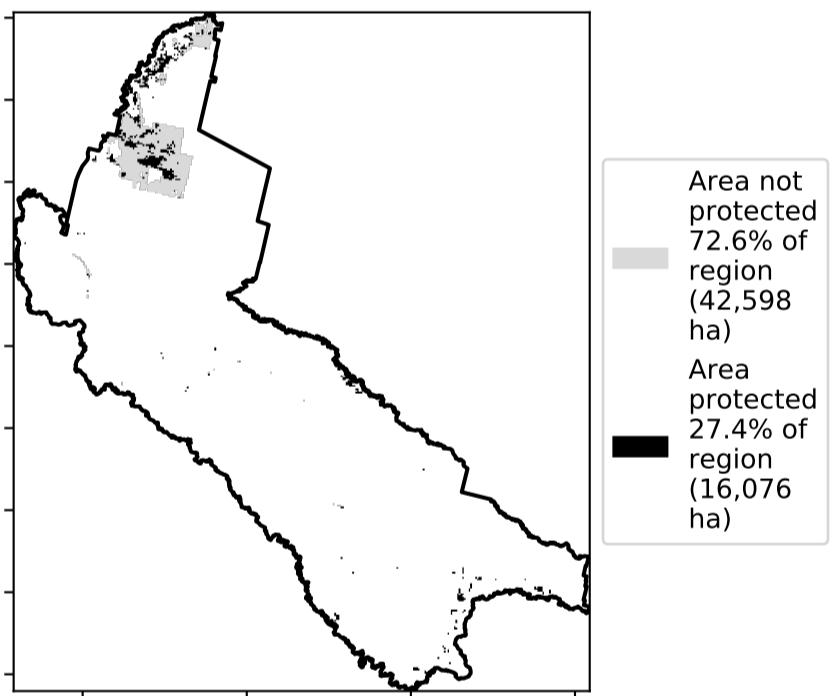 Area not
protected
72.6% of
region
(42,598
ha)
Area
protected
27.4% of
region
(16,076
ha)